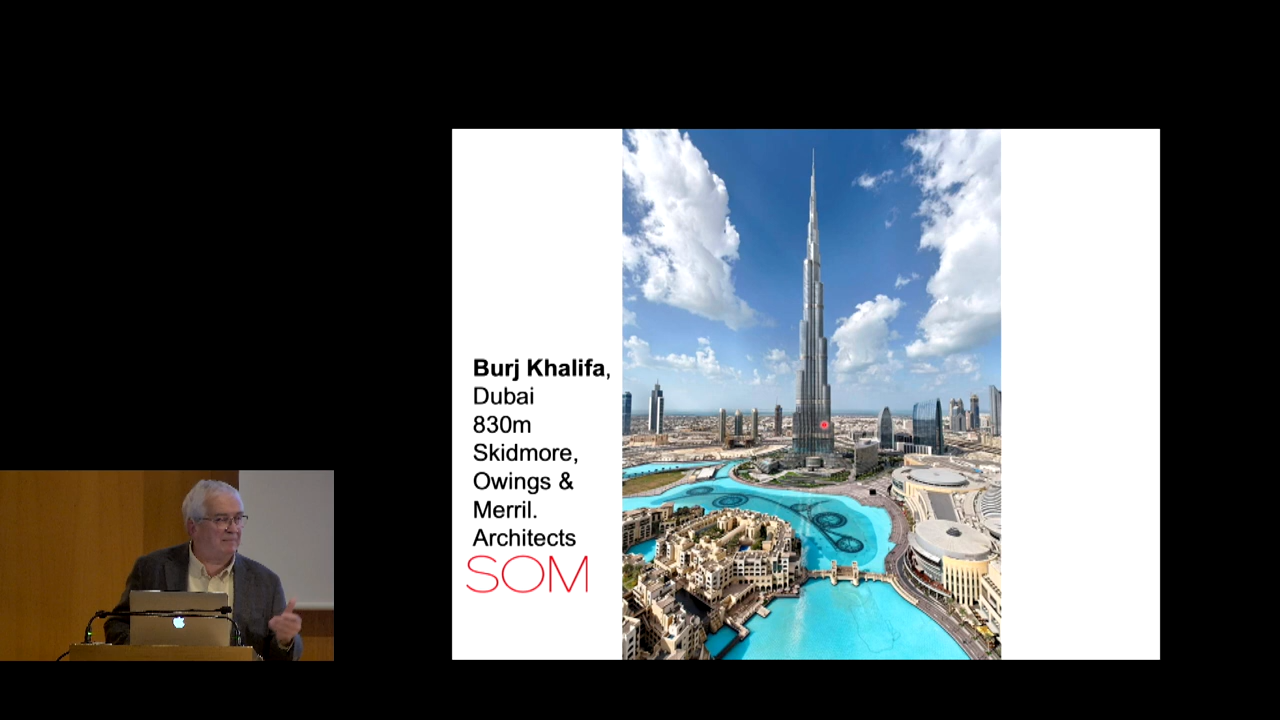 Burj Khalifa,
Dubai
830m
Skidmore,
Owings &
Merril.
Architects
SOM